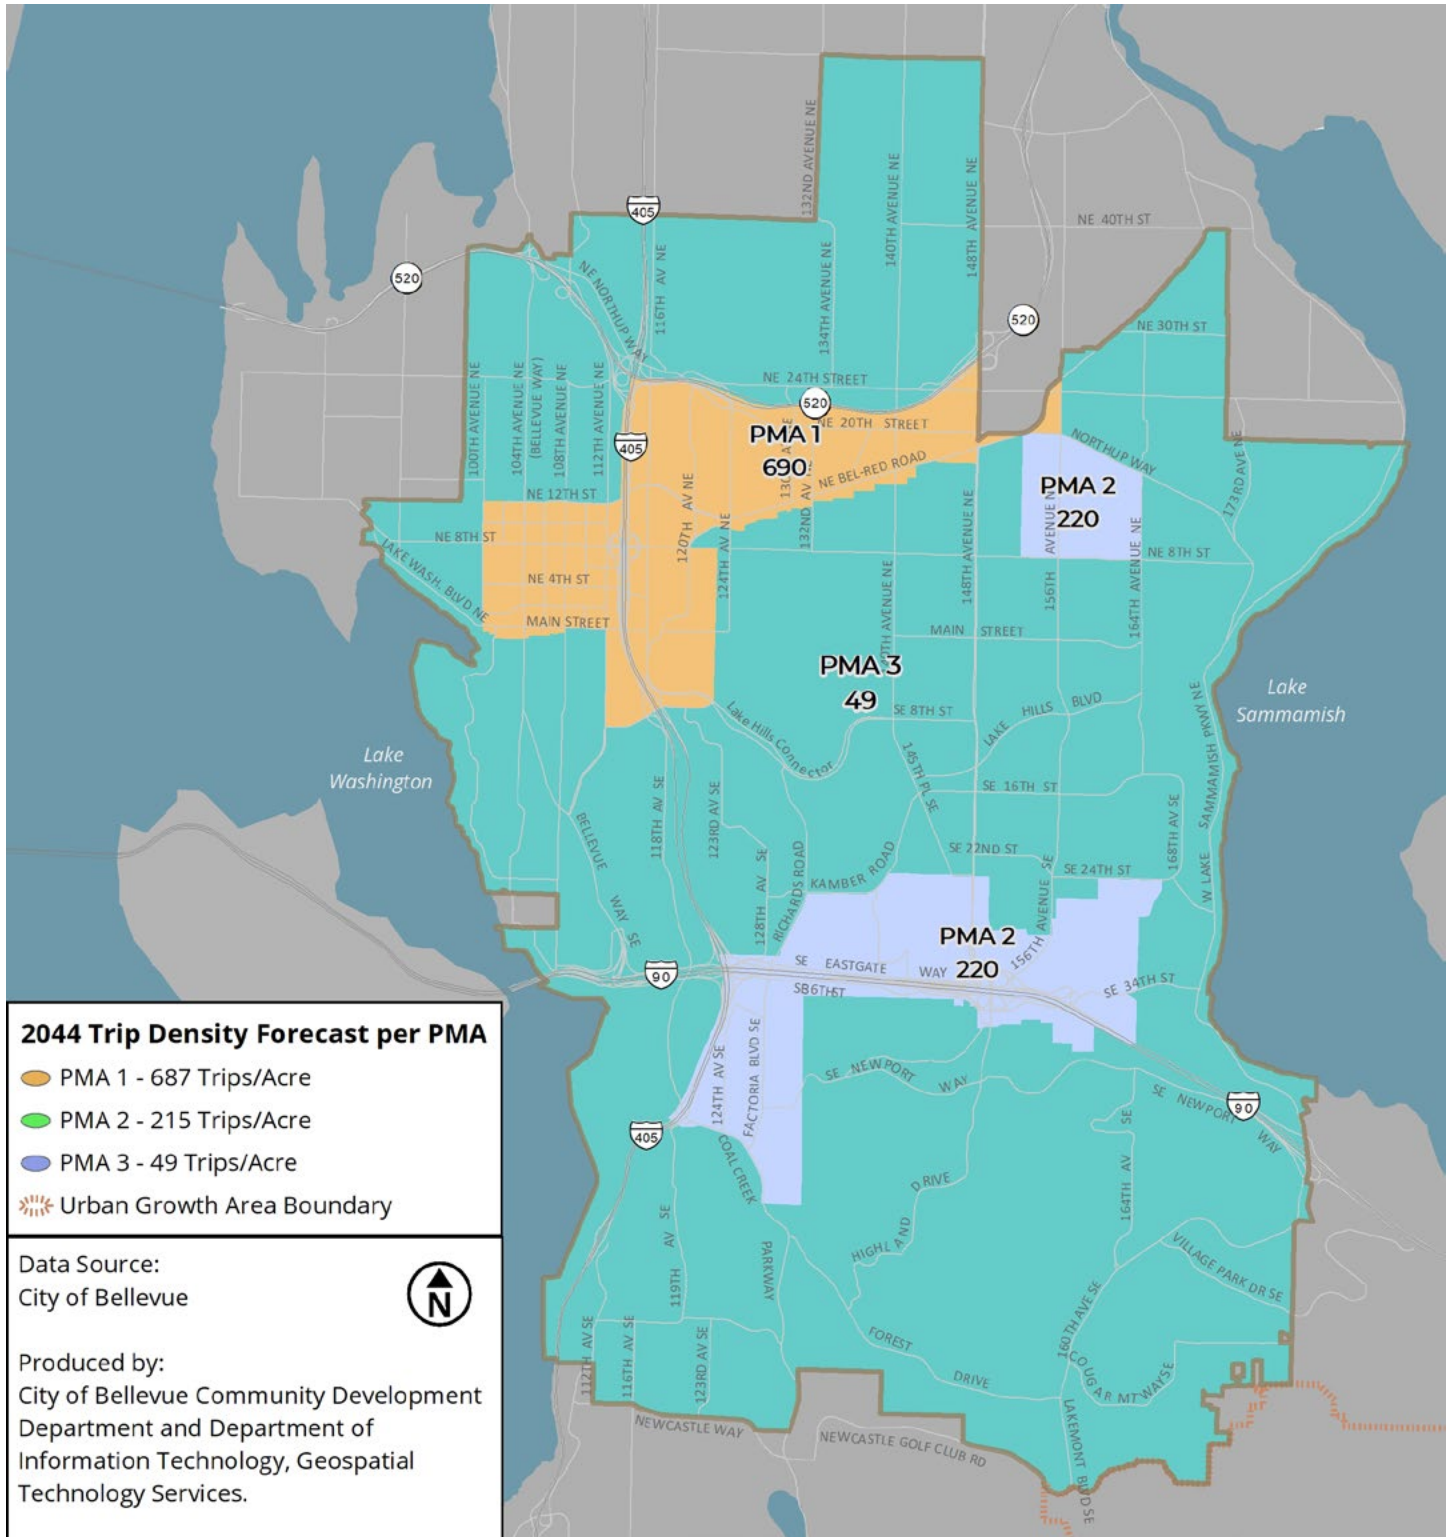 132ND AVENUE NE
140TH AVENUE NE
148TH AVENUE NE
NE 40TH ST
405
116TH AV NE
134TH AVENUE NE
520
NE NORTHUP WAY
520
NE 30TH ST
100TH AVENUE NE
104TH AVENUE NE
(BELLEVUE WAY)
108TH AVENUE NE
112TH AVENUE NE
NE 24TH STREET
520
405
PMA 1
690
NE 20TH STREET
NE BEL-RED ROAD
132ND AV NE
NORTHUP WAY
173RD AVE NE
PMA 2
220
156TH AVENUE NE
164TH AVENUE NE
NE 8TH ST
NE 12TH ST
NE 8TH ST
120TH AV NE
124TH AV NE
148TH AVENUE NE
LAKE WASH. BLVD NE
NE 4TH ST
MAIN STREET
MAIN STREET
PMA 3
49
SE 8TH ST
LAKE HILLS BLVD
Lake
Sammamish
W LAKE SAMMAMISH PKWY NE
Lake Hills Connector
Lake
Washington
145TH PL SE
SE 16TH ST
118TH AV SE
123RD AV SE
BELLEVUE WAY SE
128TH AV SE
RICHARDS ROAD
KAMBER ROAD
SE 22ND ST
SE 24TH ST
168TH AV SE
156TH AVENUE SE
PMA 2
220
90
SE EASTGATE WAY
SE 34TH ST
124TH AV SE
FACTORIA BLVD SE
SE NEWPORT WAY
SE NEWPORT WAY
90
405
COAL CREEK PARKWAY
164TH AV SE
HIGHLAND DRIVE
VILLAGE PARK DR SE
119TH AV SE
160TH AVE SE
FOREST DRIVE
COUGAR MT WAY SE
112TH AV SE
116TH AV SE
123RD AV SE
LAKEMONT BLVD SE
NEWCASTLE WAY
NEWCASTLE GOLF CLUB RD
2044 Trip Density Forecast per PMA
PMA 1 - 687 Trips/Acre
PMA 2 - 215 Trips/Acre
PMA 3 - 49 Trips/Acre
Urban Growth Area Boundary
Data Source:
City of Bellevue
N
Produced by:
City of Bellevue Community Development
Department and Department of
Information Technology, Geospatial
Technology Services.